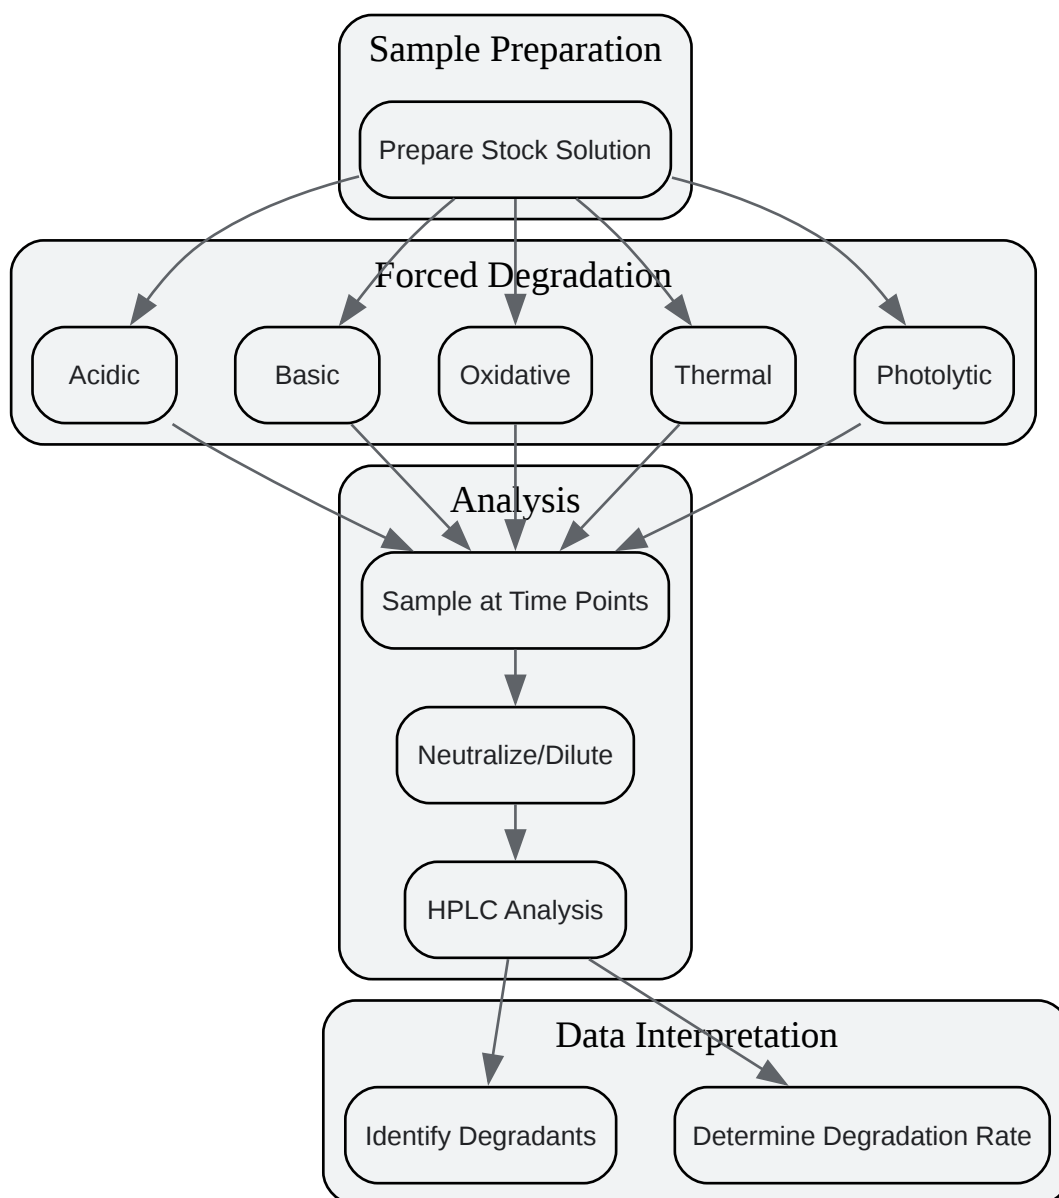 Sample Preparation
Prepare Stock Solution
Forced Degradation
Acidic
Basic
Oxidative
Thermal
Photolytic
Analysis
Sample at Time Points
Neutralize/Dilute
HPLC Analysis
Data Interpretation
Identify Degradants
Determine Degradation Rate